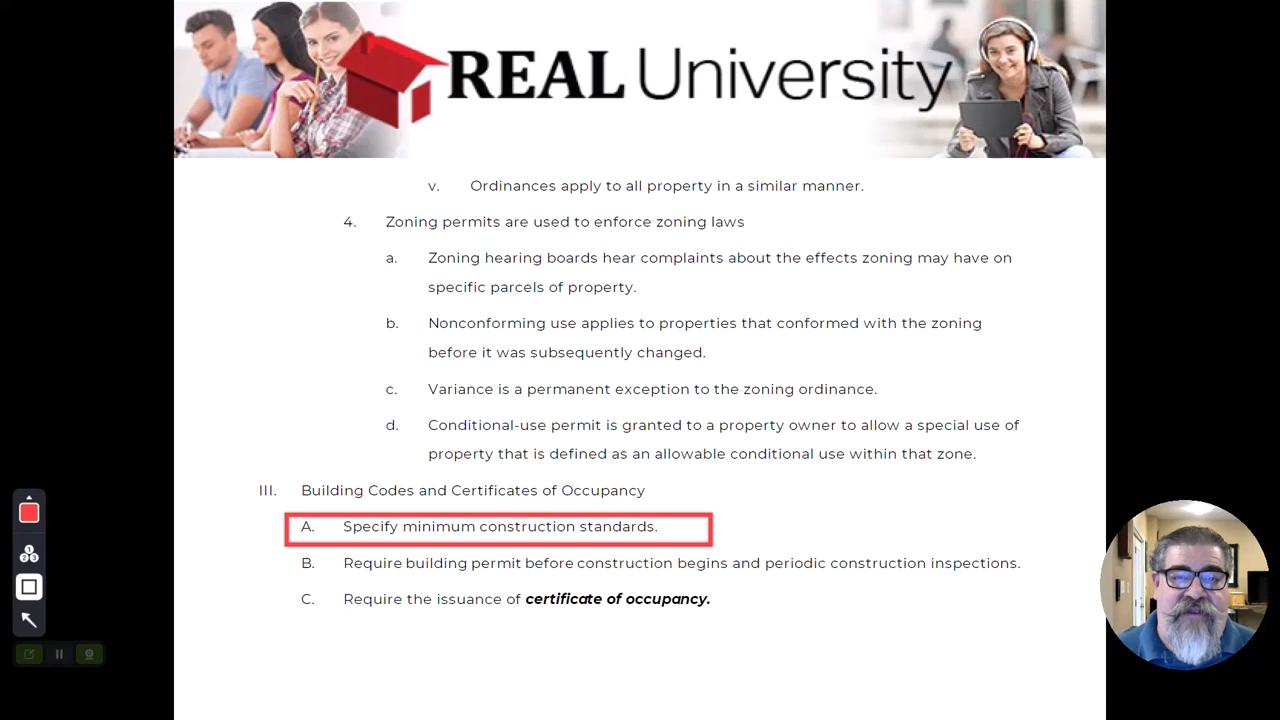 REAL University
v. Ordinances apply to all property in a similar manner.
4. Zoning permits are used to enforce zoning laws
a. Zoning hearing boards hear complaints about the effects zoning may have on
specific parcels of property.
b. Nonconforming use applies to properties that conformed with the zoning
before it was subsequently changed.
c. Variance is a permanent exception to the zoning ordinance.
d. Conditional-use permit is granted to a property owner to allow a special use of
property that is defined as an allowable conditional use within that zone.
III. Building Codes and Certificates of Occupancy
A. Specify minimum construction standards.
B. Require building permit before construction begins and periodic construction inspections.
C. Require the issuance of certificate of occupancy.